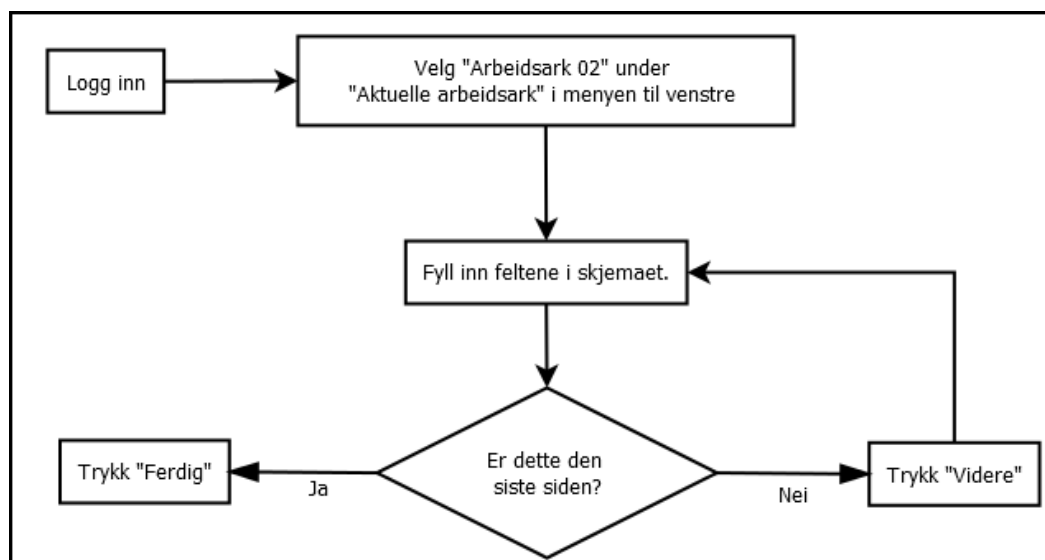 Logg inn
Velg "Arbeidsark 02" under
"Aktuelle arbeidsark" i menyen til venstre
Fyll inn feltene i skjemaet.
Er dette den
siste siden?
Ja
Trykk "Ferdig"
Nei
Trykk "Videre"